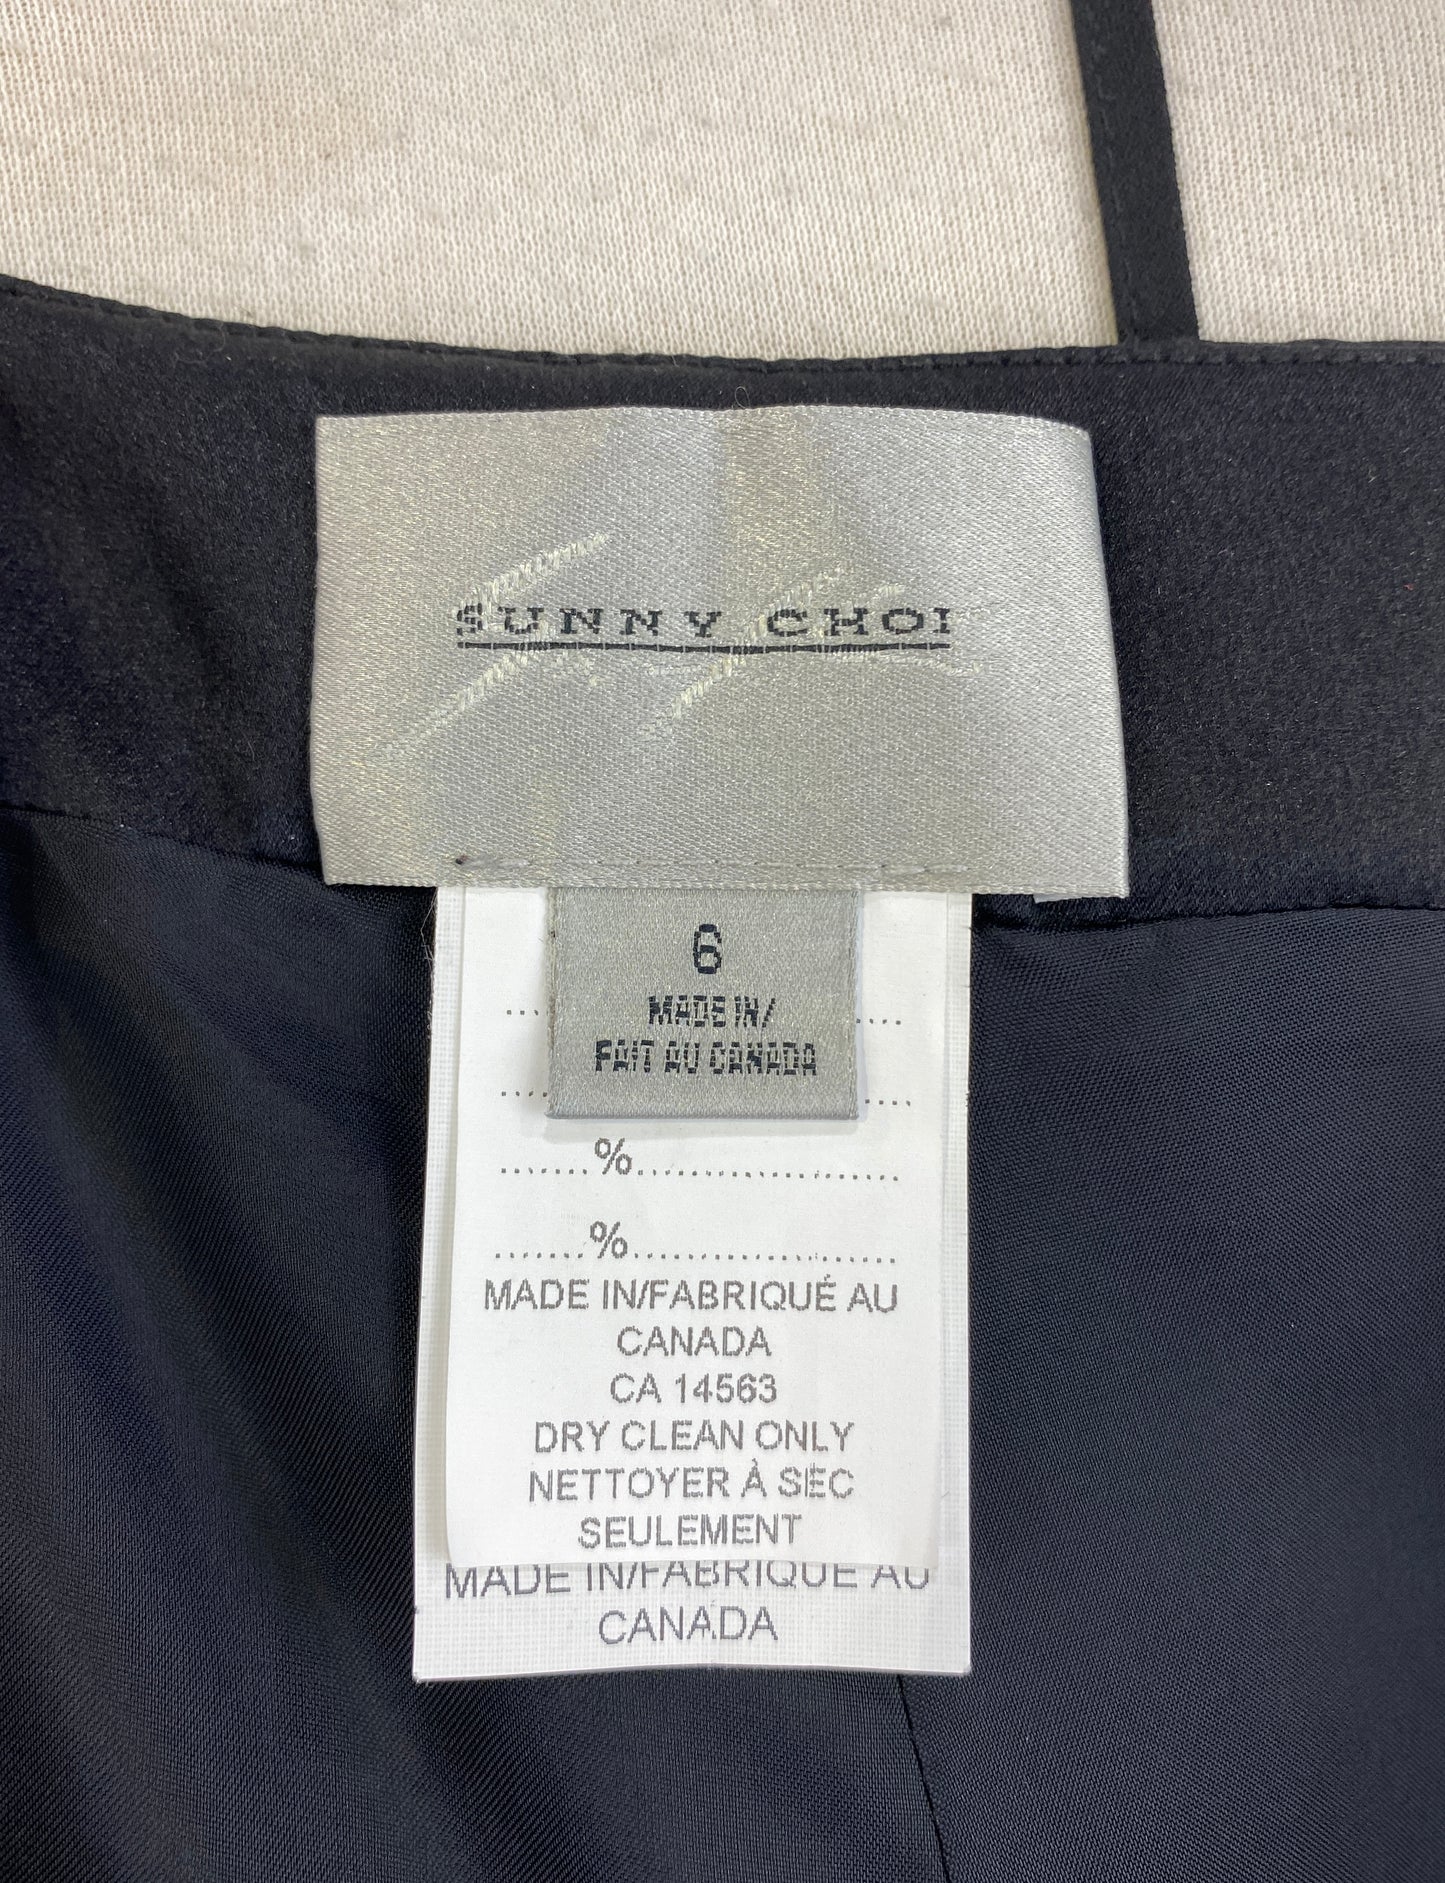 SUNNY CHOI
6
MADE IN/
FAIT AU CANADA
.......%....................
.......%....................
MADE IN/FABRIQUÉ AU
CANADA
CA 14563
DRY CLEAN ONLY
NETTOYER À SEC
SEULEMENT
MADE IN/FABRIQUÉ AU
CANADA